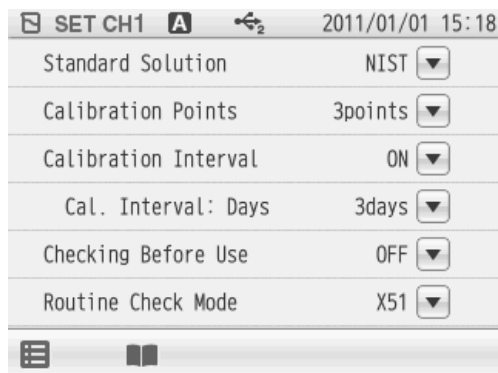 SET CH1 A 2 2011/01/01 15:18
Standard Solution NIST
Calibration Points 3points
Calibration Interval ON
Cal. Interval: Days 3days
Checking Before Use OFF
Routine Check Mode X51